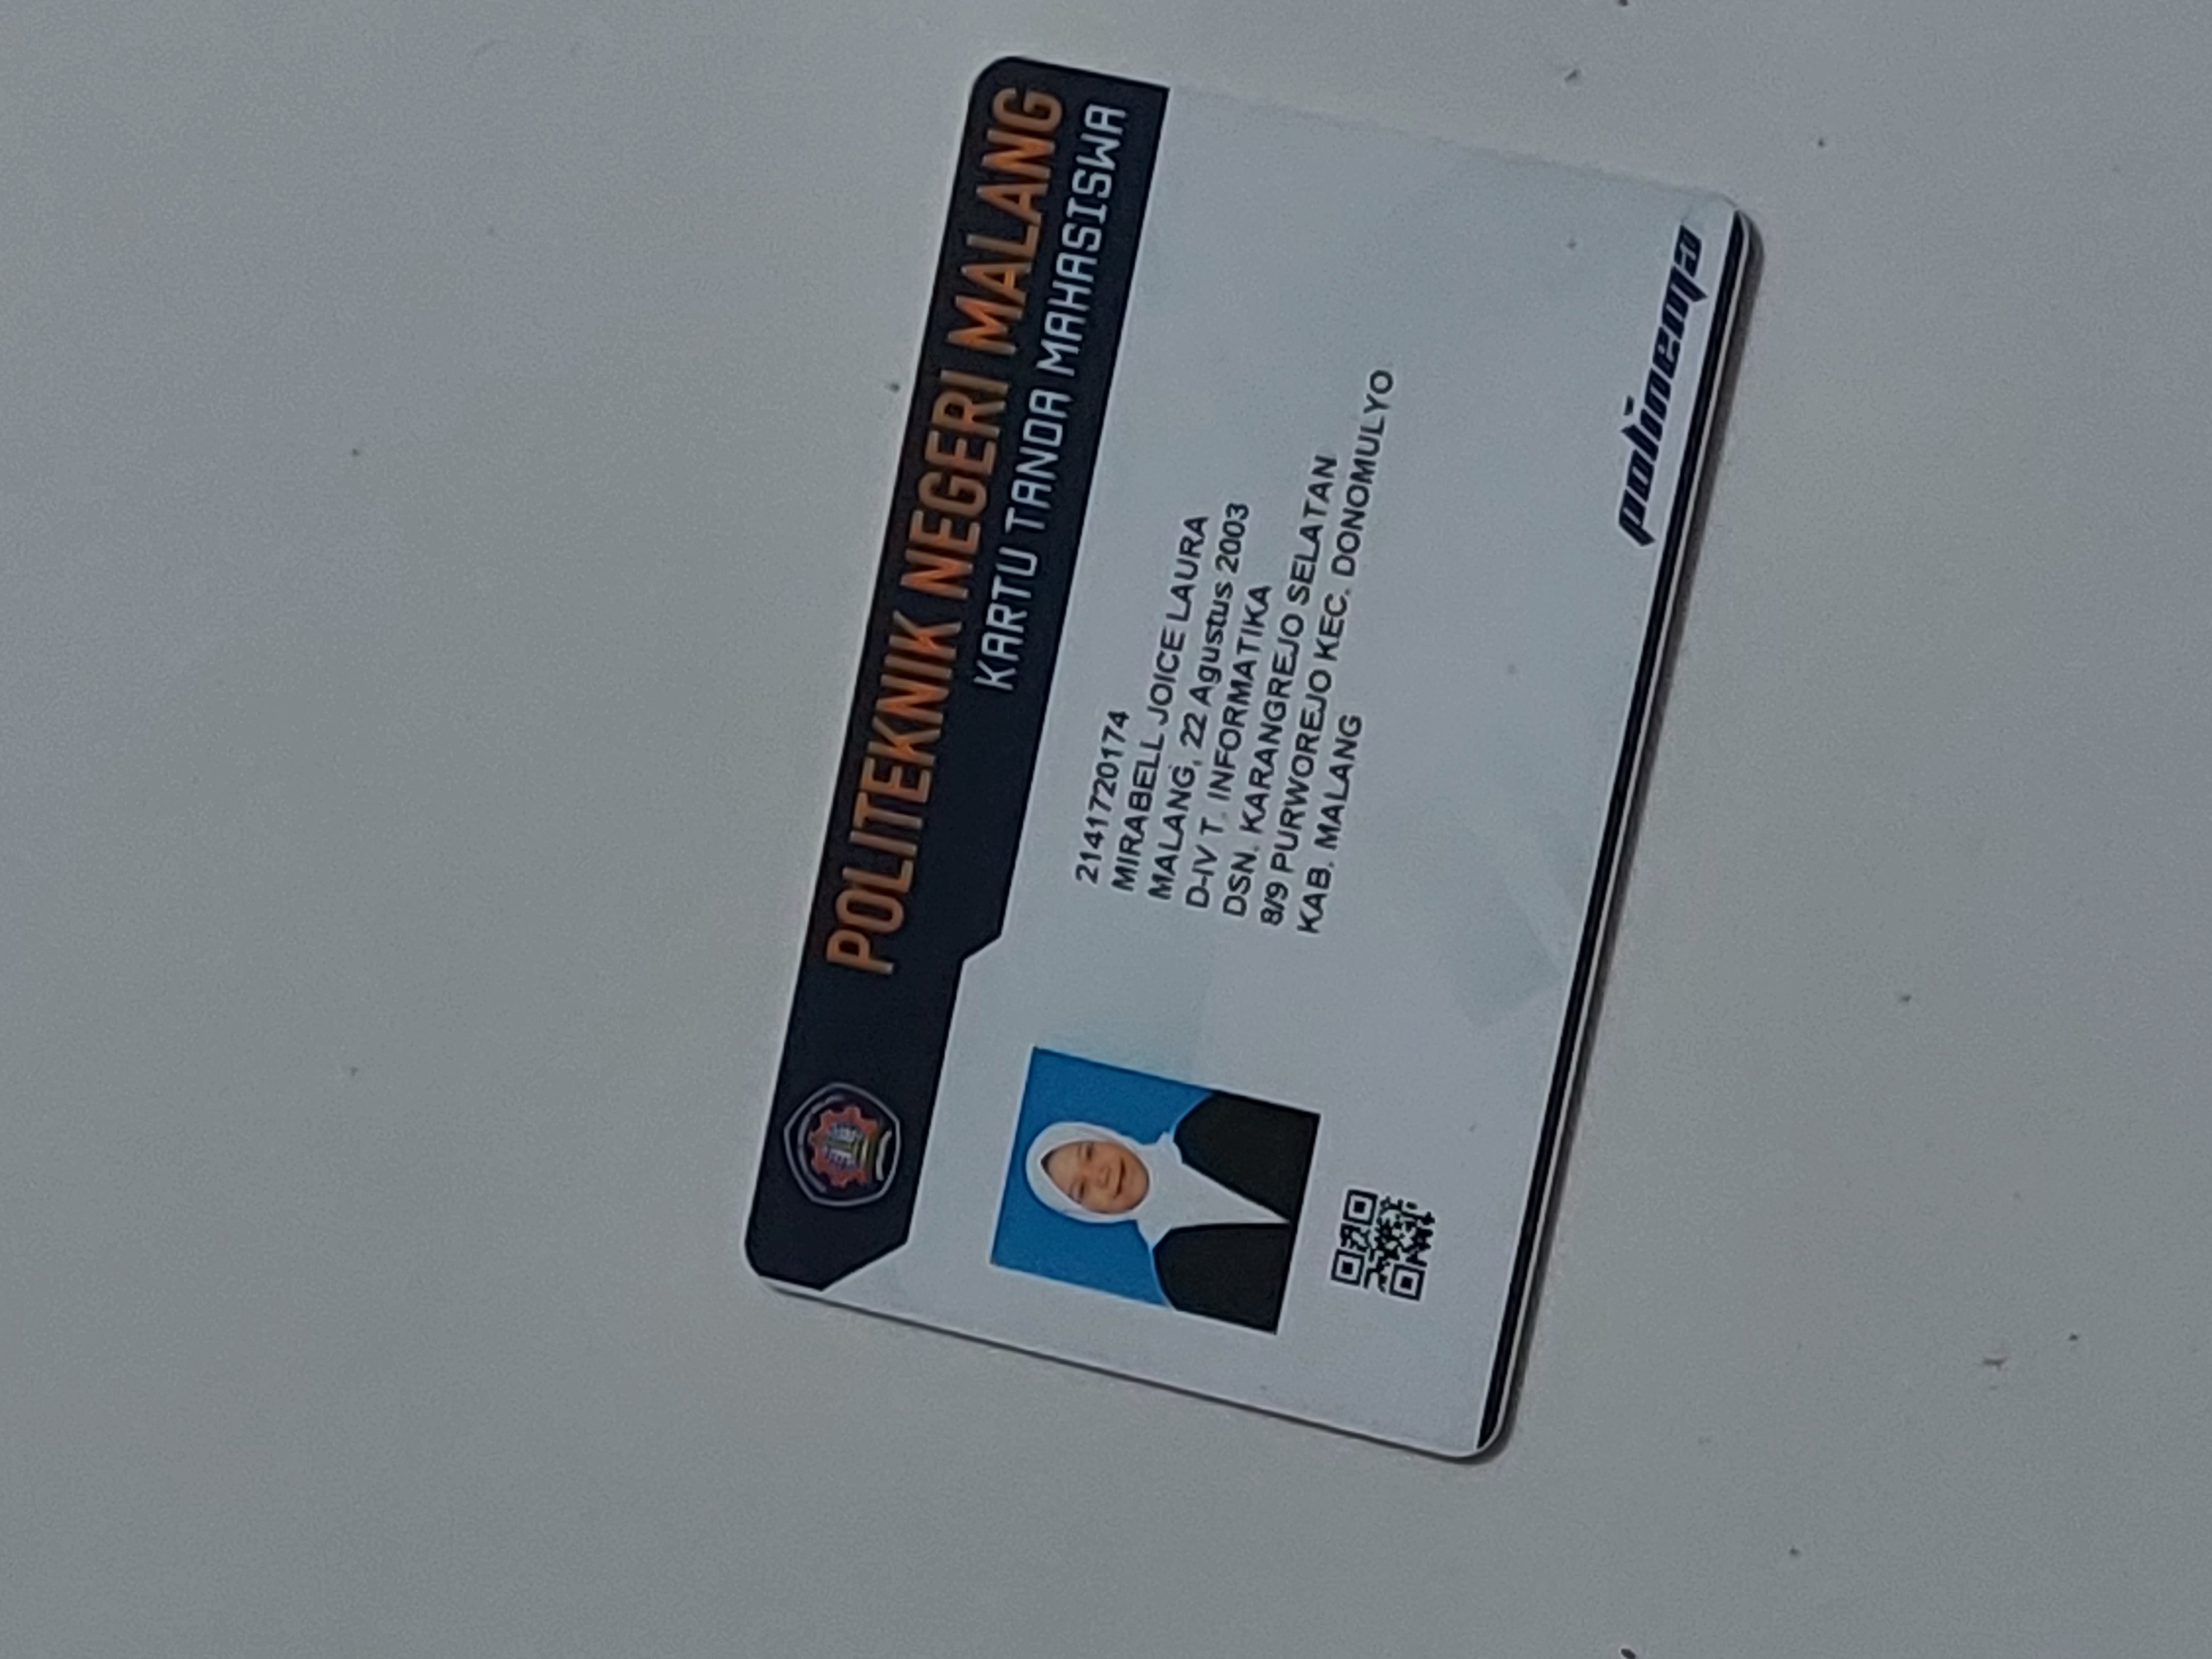 POLITEKNIK NEGERI MALANG
KARTU TANDA MAHASISWA
2141720174
MIRABELL JOICE LAURA
MALANG, 22 Agustus 2003
D-IV T. INFORMATIKA
DSN. KARANGREJO SELATAN
8/9 PURWOREJO KEC. DONOMULYO
KAB. MALANG
polinema